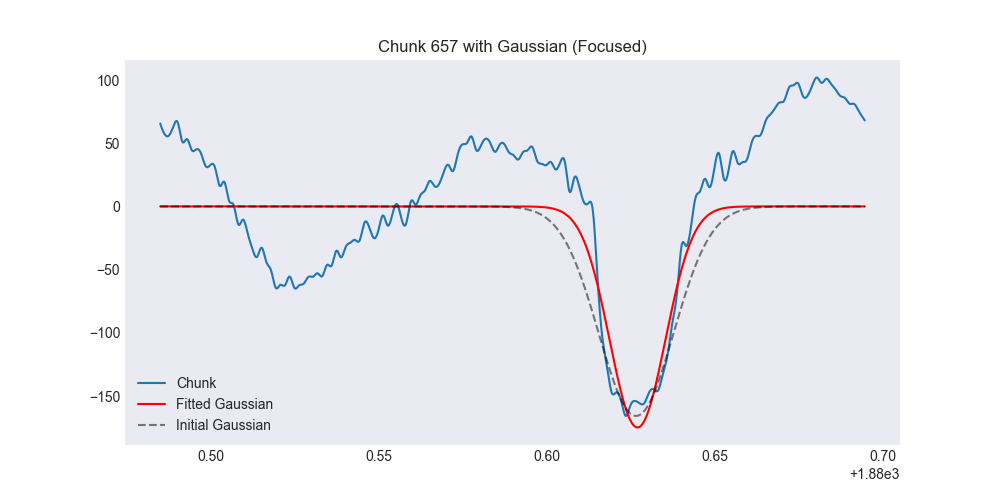 Chunk 657 with Gaussian (Focused)
100
50
0
−50
−100
−150
Chunk
Fitted Gaussian
Initial Gaussian
0.50 0.55 0.60 0.65 0.70
+1.88e3